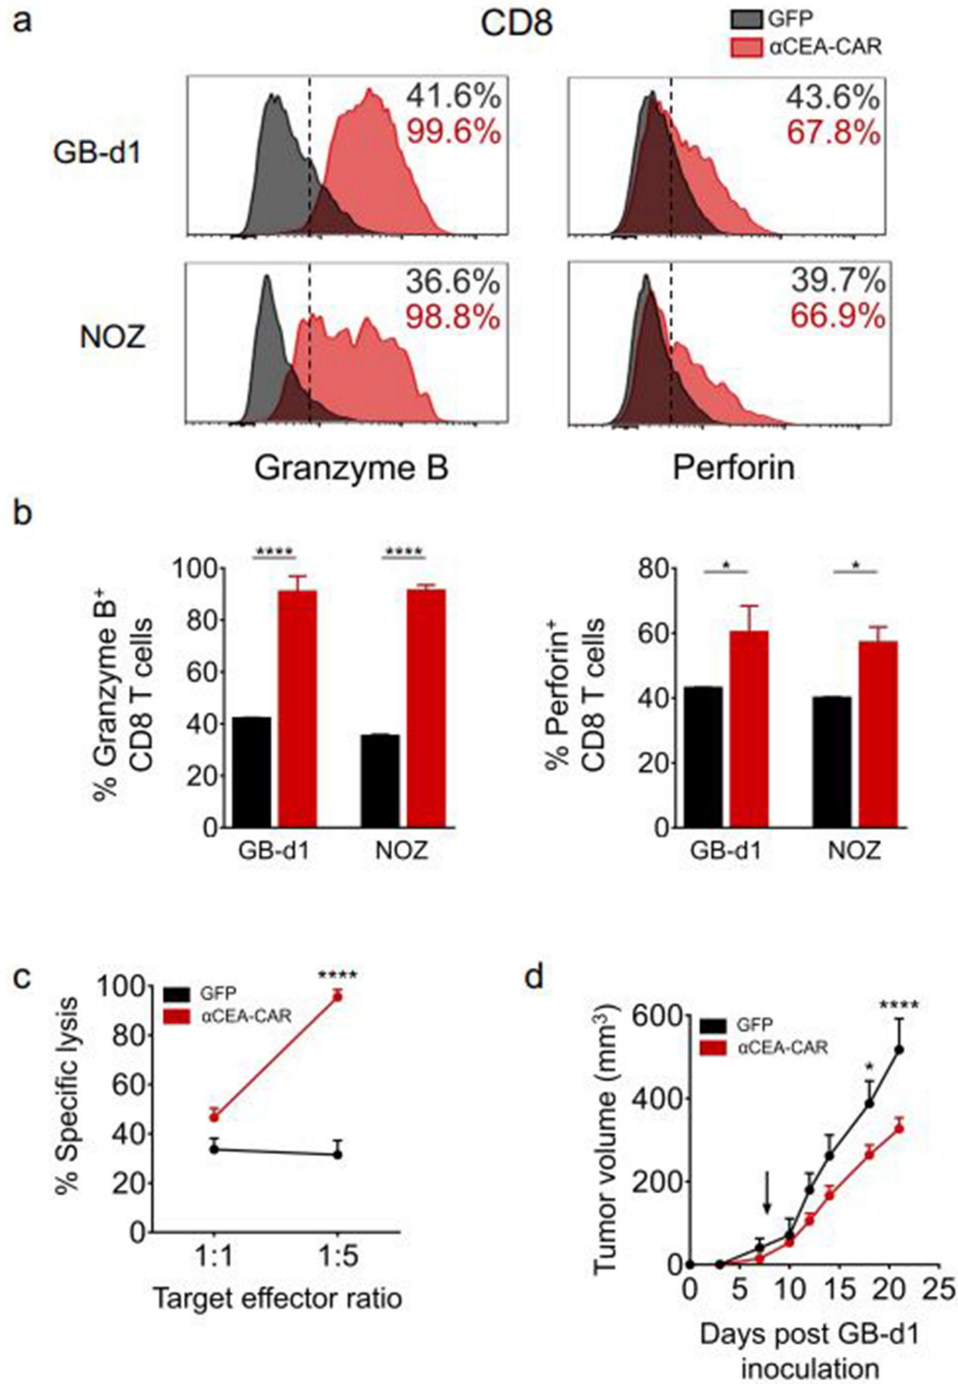 a
CD8
GFP
αCEA-CAR
GB-d1
41.6%
99.6%
43.6%
67.8%
NOZ
36.6%
98.8%
39.7%
66.9%
Granzyme B
Perforin
b
% Granzyme B⁺
CD8 T cells
100
80
60
40
20
0
****
****
GB-d1
NOZ
% Perforin⁺
CD8 T cells
80
60
40
20
0
*
*
GB-d1
NOZ
c
% Specific lysis
100
80
60
40
20
0
GFP
αCEA-CAR
****
1:1
1:5
Target effector ratio
d
Tumor volume (mm³)
600
400
200
0
GFP
αCEA-CAR
*
****
0 5 10 15 20 25
Days post GB-d1
inoculation